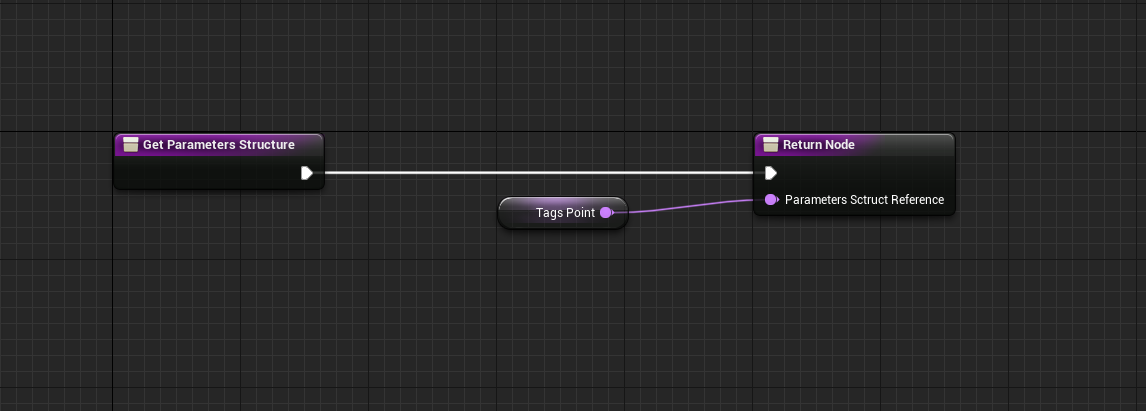 Get Parameters Structure
Return Node
Tags Point
Parameters Sctruct Reference